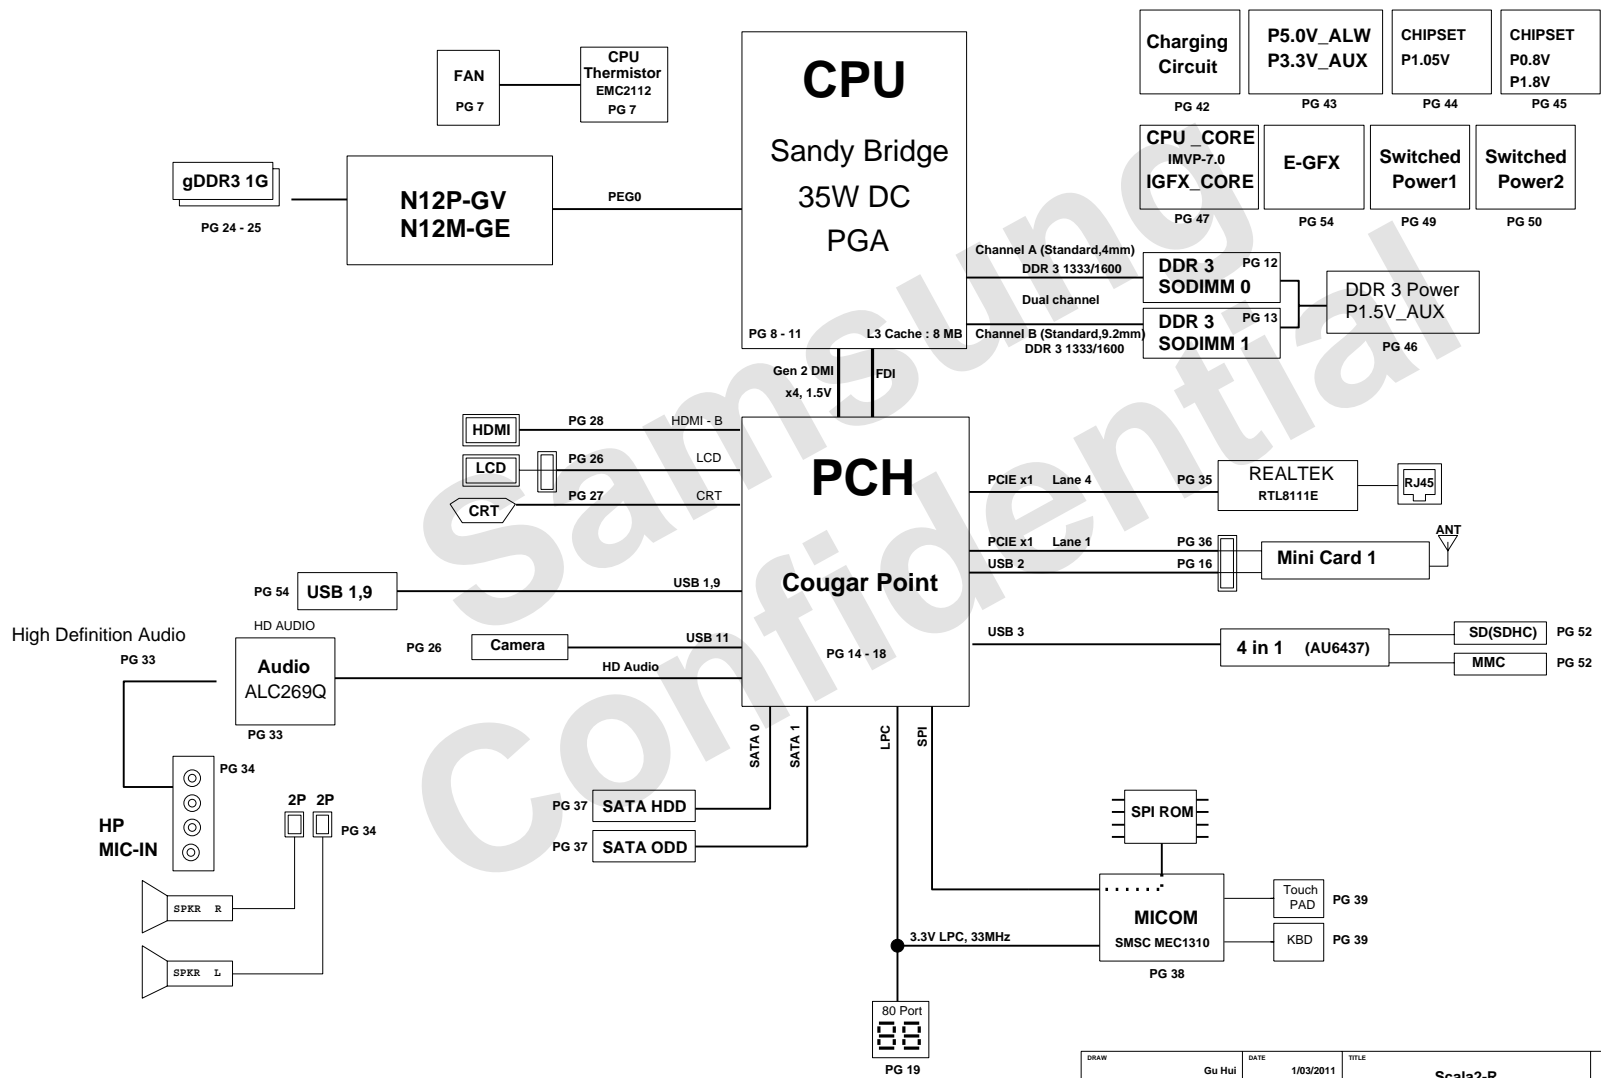 FAN
PG 7
CPU
Thermistor
EMC2112
PG 7
CPU
Sandy Bridge
35W DC
PGA
PG 8 - 11
L3 Cache : 8 MB
Charging
Circuit
PG 42
P5.0V_ALW
P3.3V_AUX
PG 43
CHIPSET
P1.05V
PG 44
CHIPSET
P0.8V
P1.8V
PG 45
CPU _CORE
IMVP-7.0
IGFX_CORE
PG 47
E-GFX
PG 54
Switched
Power1
PG 49
Switched
Power2
PG 50
gDDR3 1G
PG 24 - 25
N12P-GV
N12M-GE
PEG0
Channel A (Standard,4mm)
DDR 3 1333/1600
Dual channel
Channel B (Standard,9.2mm)
DDR 3 1333/1600
DDR 3
PG 12
SODIMM 0
DDR 3
PG 13
SODIMM 1
DDR 3 Power
P1.5V_AUX
PG 46
Gen 2 DMI
x4, 1.5V
FDI
Samsung
Confidential
HDMI
PG 28
HDMI - B
LCD
PG 26
LCD
CRT
PG 27
CRT
PCH
Cougar Point
PG 14 - 18
PCIE x1 Lane 4
PG 35
REALTEK
RTL8111E
RJ45
PCIE x1 Lane 1
PG 36
USB 2
PG 16
Mini Card 1
ANT
PG 54
USB 1,9
USB 1,9
USB 3
4 in 1 (AU6437)
SD(SDHC)
PG 52
MMC
PG 52
High Definition Audio
PG 33
HD AUDIO
Audio
ALC269Q
PG 33
PG 26
Camera
USB 11
HD Audio
SATA 0
SATA 1
LPC
SPI
PG 34
HP
MIC-IN
2P 2P
PG 34
SPKR R
SPKR L
PG 37
SATA HDD
PG 37
SATA ODD
SPI ROM
MICOM
SMSC MEC1310
PG 38
Touch
PAD
PG 39
KBD
PG 39
3.3V LPC, 33MHz
80 Port
88
PG 19
DRAW
Gu Hui
DATE
1/03/2011
TITLE
Scala2-R